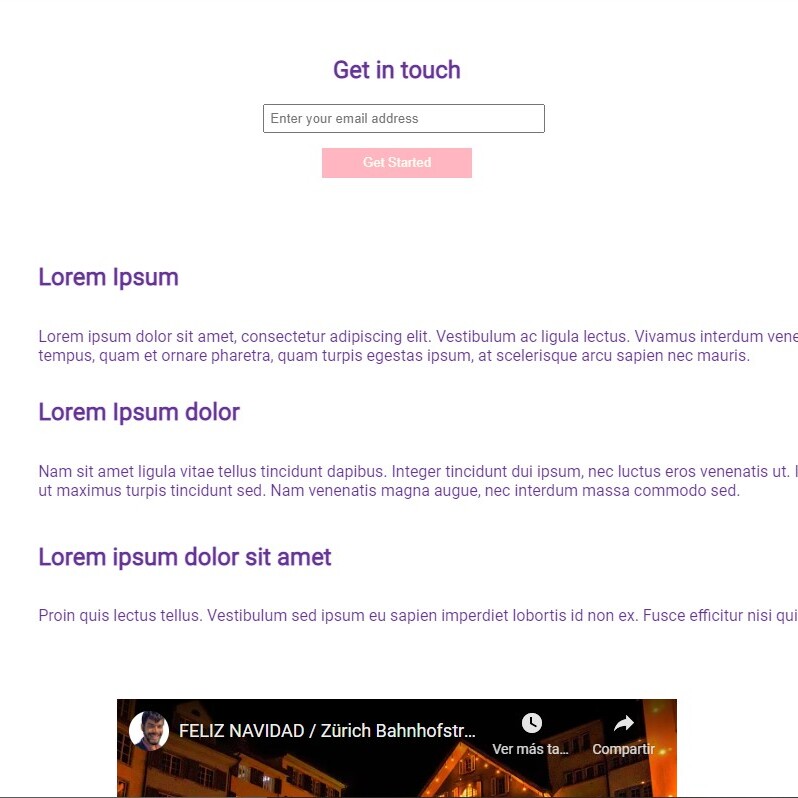 Get in touch
Enter your email address
Get Started
Lorem Ipsum
Lorem ipsum dolor sit amet, consectetur adipiscing elit. Vestibulum ac ligula lectus. Vivamus interdum vene
tempus, quam et ornare pharetra, quam turpis egestas ipsum, at scelerisque arcu sapien nec mauris.
Lorem Ipsum dolor
Nam sit amet ligula vitae tellus tincidunt dapibus. Integer tincidunt dui ipsum, nec luctus eros venenatis ut.
ut maximus turpis tincidunt sed. Nam venenatis magna augue, nec interdum massa commodo sed.
Lorem ipsum dolor sit amet
Proin quis lectus tellus. Vestibulum sed ipsum eu sapien imperdiet lobortis id non ex. Fusce efficitur nisi qui
FELIZ NAVIDAD / Zürich Bahnhofstr...
Ver más ta... Compartir